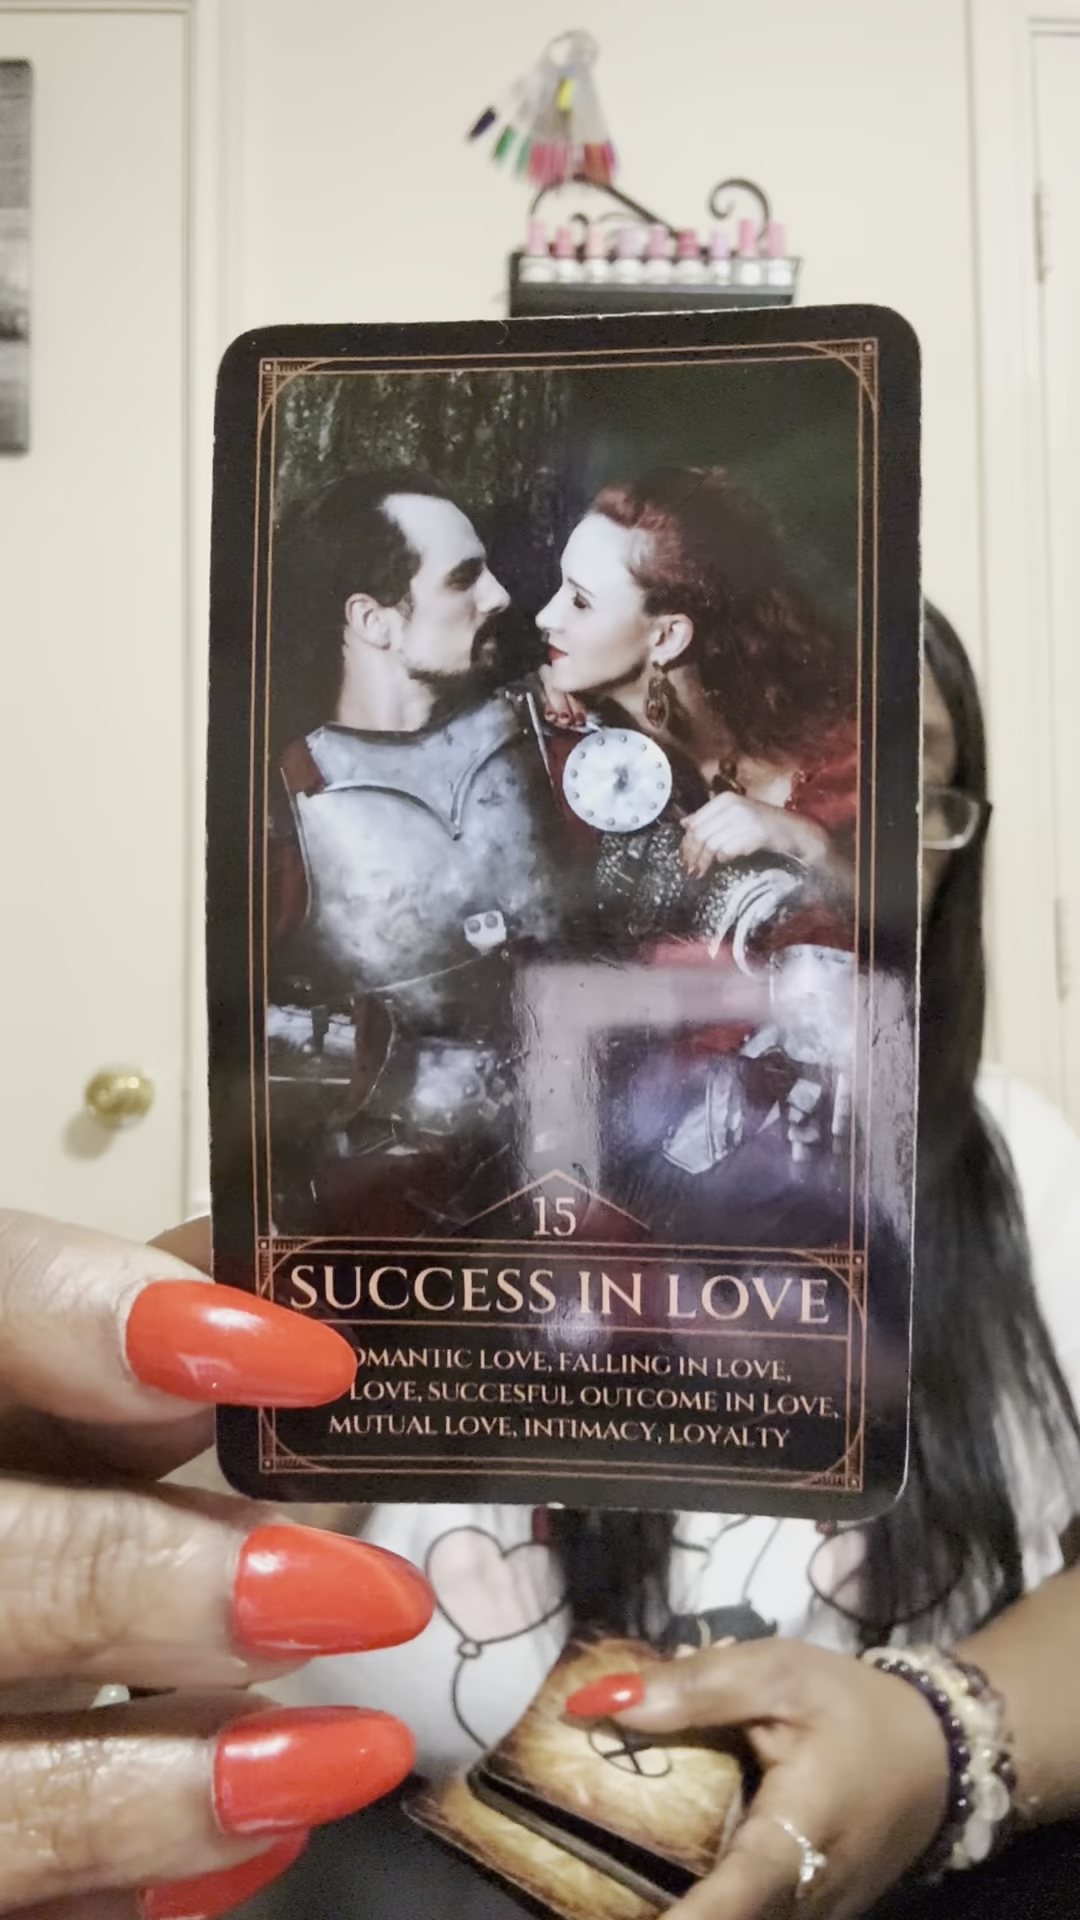 15
SUCCESS IN LOVE
OMANTIC LOVE, FALLING IN LOVE,
LOVE, SUCCESFUL OUTCOME IN LOVE,
MUTUAL LOVE, INTIMACY, LOYALTY